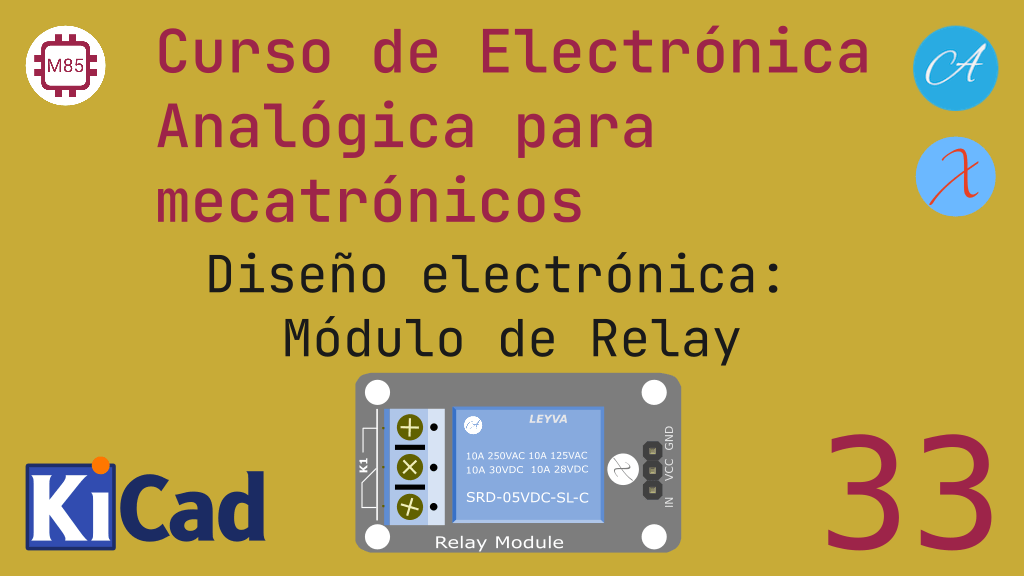 M85
Curso de Electrónica
Analógica para
mecatrónicos
A
Diseño electrónica:
Módulo de Relay
LEYVA
10A 250VAC 10A 125VAC
10A 30VDC 10A 28VDC
SRD-05VDC-SL-C
K1
GND
VCC
IN
Relay Module
KiCad
33